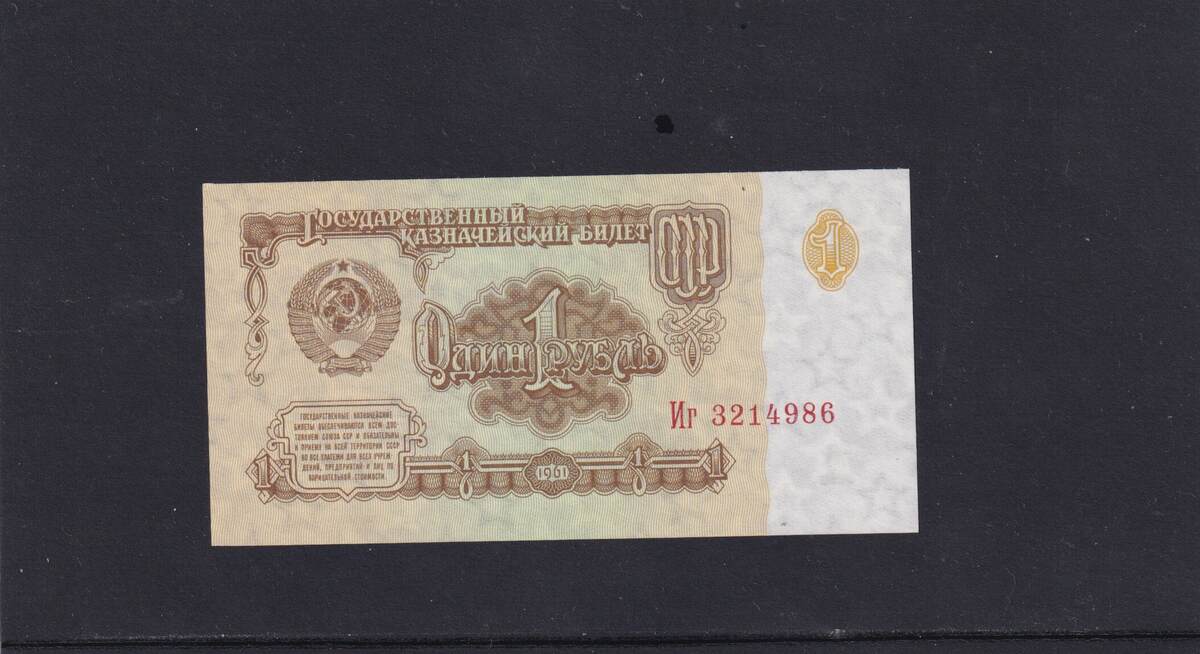 Государственный
казначейский билет
СССР
1
Один 1 рубль
Иг 3214986
ГОСУДАРСТВЕННЫЕ КАЗНАЧЕЙСКИЕ
БИЛЕТЫ ОБЕСПЕЧИВАЮТСЯ ВСЕМ ДОС-
ТОЯНИЕМ СОЮЗА ССР И ОБЯЗАТЕЛЬНЫ
К ПРИЕМУ НА ВСЕЙ ТЕРРИТОРИИ СССР
ВО ВСЕ ПЛАТЕЖИ ДЛЯ ВСЕХ УЧРЕЖ-
ДЕНИЙ, ПРЕДПРИЯТИЙ И ЛИЦ ПО
НАРИЦАТЕЛЬНОЙ СТОИМОСТИ.
1 1 1961 1 1